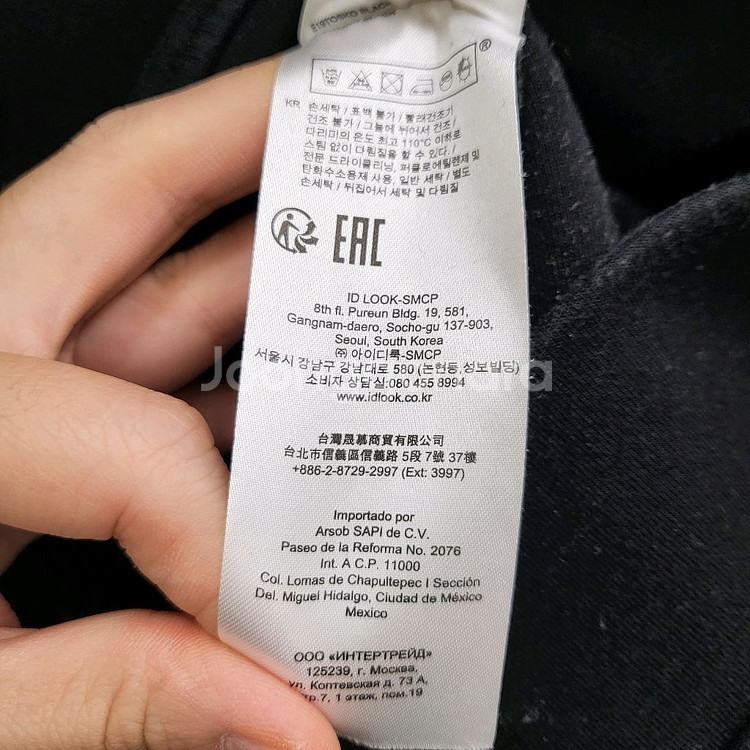 BLACK
®
KR 손세탁 / 표백 불가 / 빨래건조기
건조 불가 / 그늘에 뉘어서 건조 /
다리미의 온도 최고 110°C 이하로
스팀 없이 다림질을 할 수 있다. /
전문 드라이클리닝, 퍼클로에틸렌제 및
탄화수소용제 사용, 일반 세탁 / 별도
손세탁 / 뒤집어서 세탁 및 다림질
EAC
ID LOOK-SMCP
8th fl. Pureun Bldg. 19, 581,
Gangnam-daero, Socho-gu 137-903,
Seoul, South Korea
㈜ 아이디룩-SMCP
서울시 강남구 강남대로 580 (논현동,성보빌딩)
소비자 상담실:080 455 8994
www.idlook.co.kr
台灣晟慕商貿有限公司
台北市信義區信義路 5段 7號 37樓
+886-2-8729-2997 (Ext: 3997)
Importado por
Arsob SAPI de C.V.
Paseo de la Reforma No. 2076
Int. A C.P. 11000
Col. Lomas de Chapultepec I Sección
Del. Miguel Hidalgo, Ciudad de México
Mexico
ООО «ИНТЕРТРЕЙД»
125239, г. Москва,
ул. Коптевская д. 73 А,
стр.7, 1 этаж, пом.19